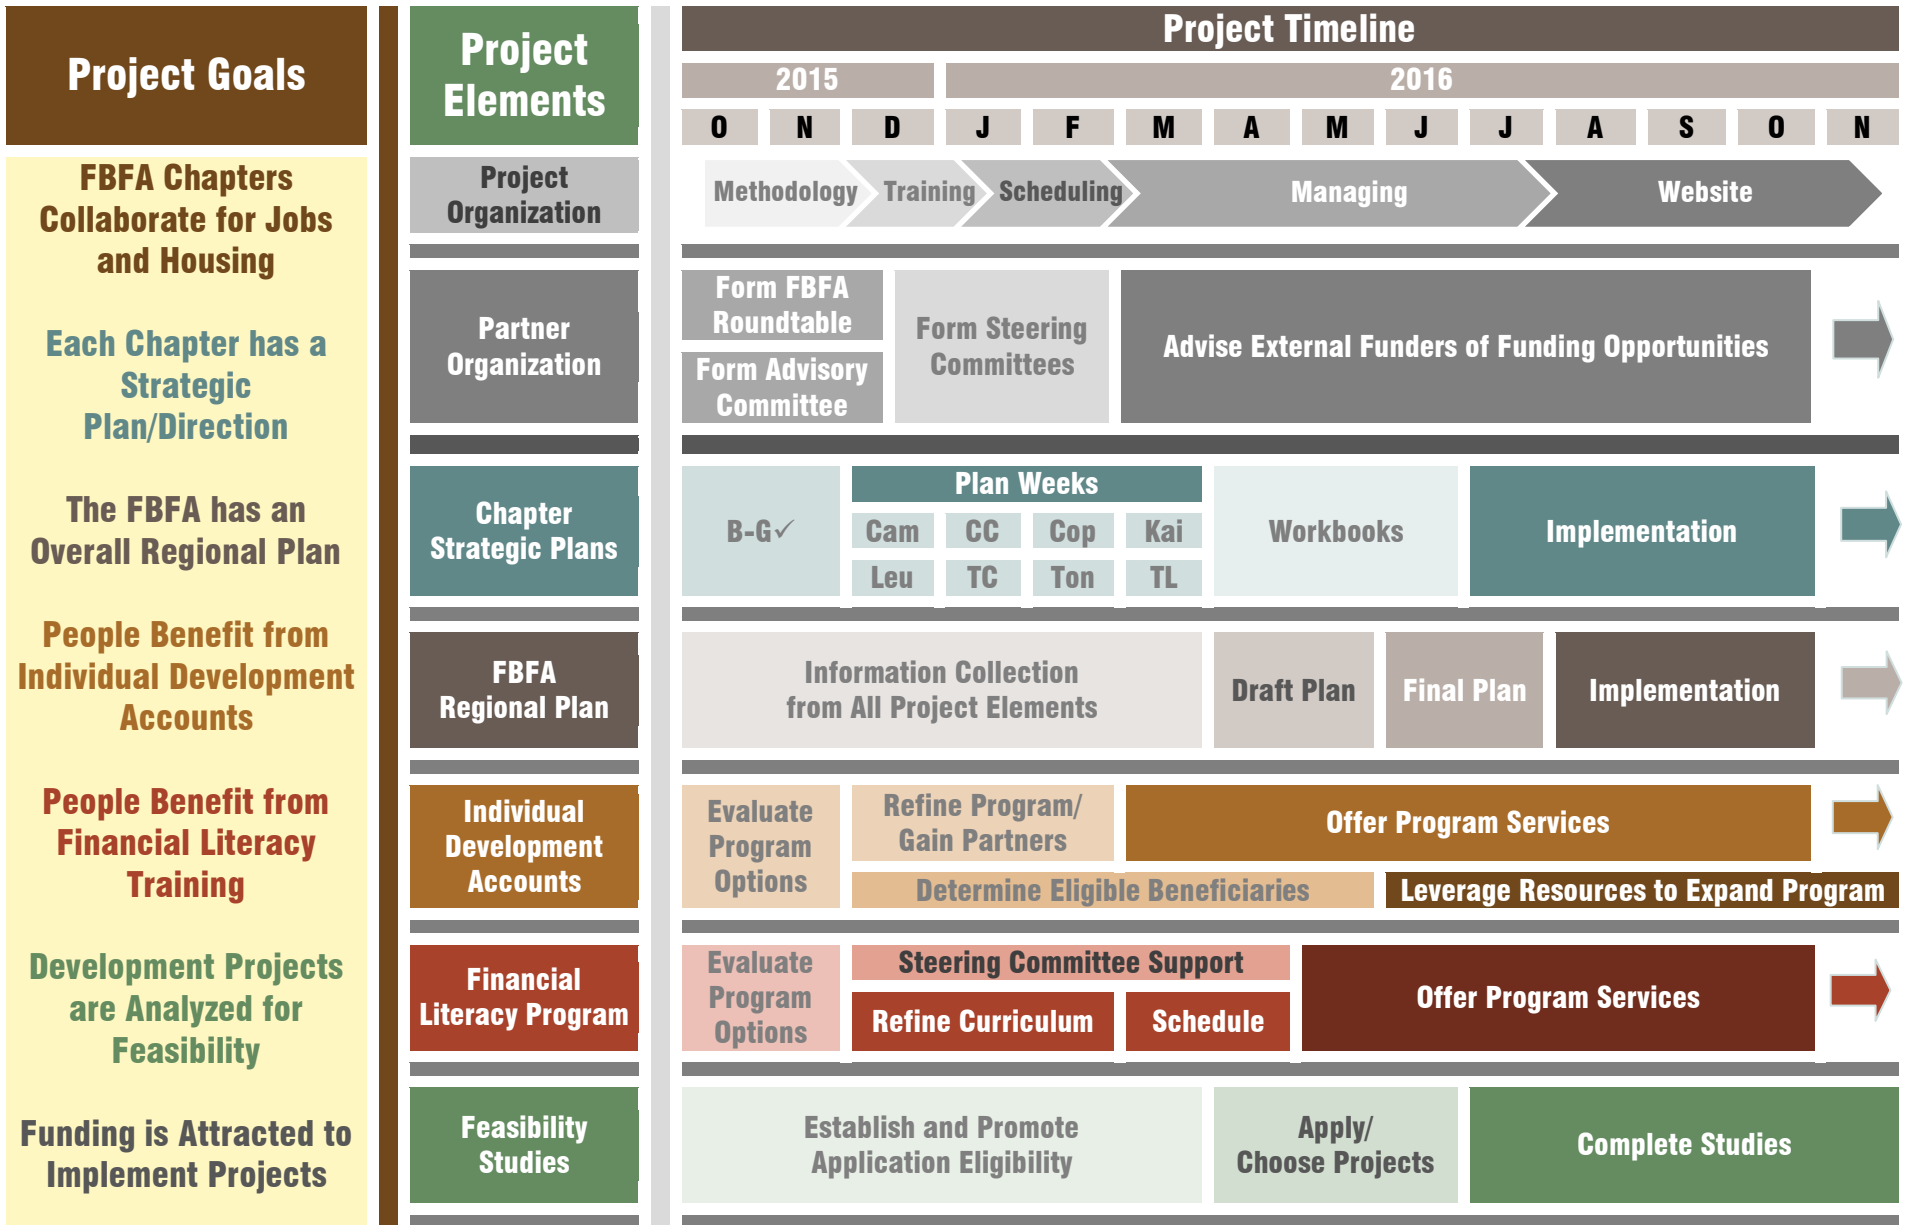 Project Goals
FBFA Chapters
Collaborate for Jobs
and Housing
Each Chapter has a
Strategic
Plan/Direction
The FBFA has an
Overall Regional Plan
People Benefit from
Individual Development
Accounts
People Benefit from
Financial Literacy
Training
Development Projects
are Analyzed for
Feasibility
Funding is Attracted to
Implement Projects
Project
Elements
Project Timeline
2015
2016
O N D J F M A M J J A S O N
Project
Organization
Methodology Training Scheduling Managing Website
Partner
Organization
Form FBFA
Roundtable
Form Advisory
Committee
Form Steering
Committees
Advise External Funders of Funding Opportunities
Chapter
Strategic Plans
B-G✓
Plan Weeks
Cam CC Cop Kai
Leu TC Ton TL
Workbooks
Implementation
FBFA
Regional Plan
Information Collection
from All Project Elements
Draft Plan
Final Plan
Implementation
Individual
Development
Accounts
Evaluate
Program
Options
Refine Program/
Gain Partners
Offer Program Services
Determine Eligible Beneficiaries
Leverage Resources to Expand Program
Financial
Literacy Program
Evaluate
Program
Options
Steering Committee Support
Refine Curriculum
Schedule
Offer Program Services
Feasibility
Studies
Establish and Promote
Application Eligibility
Apply/
Choose Projects
Complete Studies